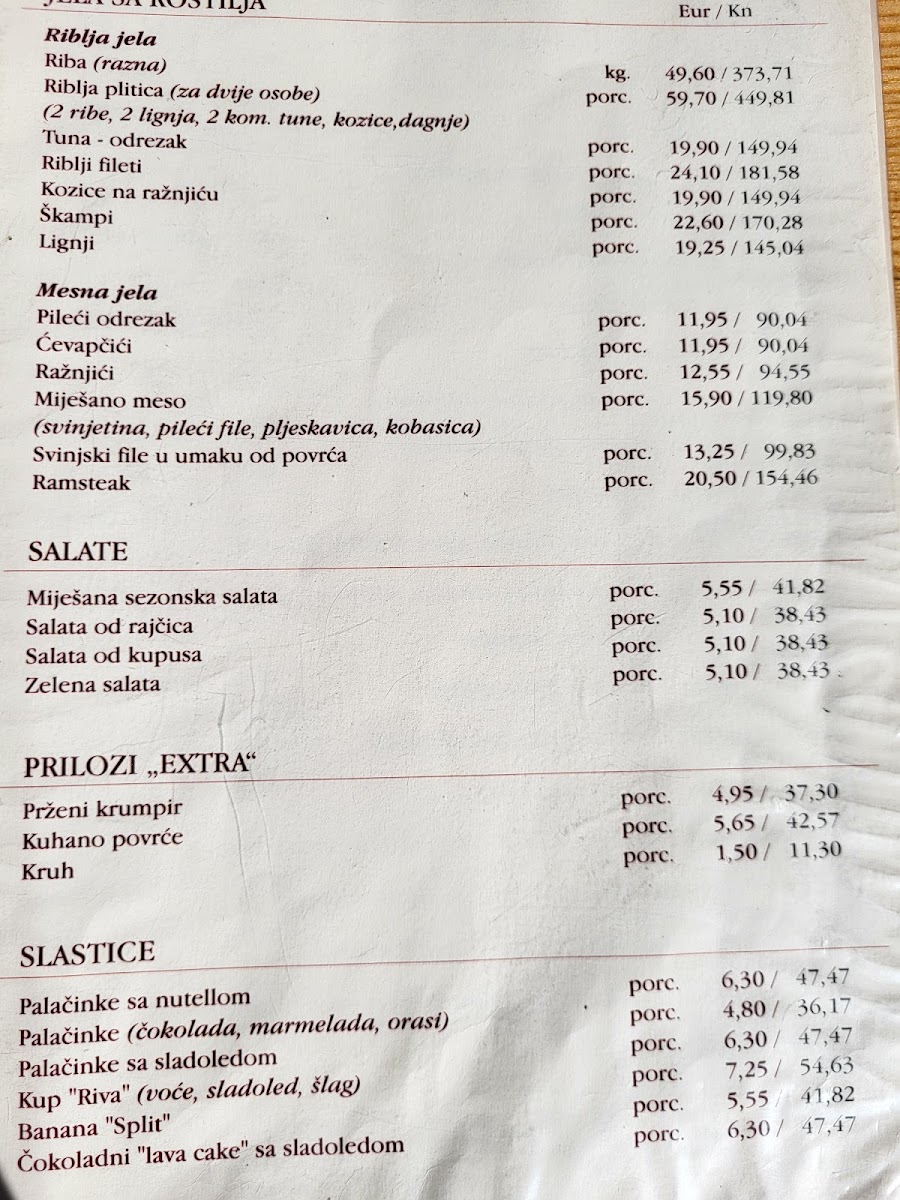 JELA SA ROŠTILJA Eur / Kn
Riblja jela
Riba (razna) kg. 49,60 / 373,71
Riblja plitica (za dvije osobe) porc. 59,70 / 449,81
(2 ribe, 2 lignja, 2 kom. tune, kozice,dagnje)
Tuna - odrezak porc. 19,90 / 149,94
Riblji fileti porc. 24,10 / 181,58
Kozice na ražnjiću porc. 19,90 / 149,94
Škampi porc. 22,60 / 170,28
Lignji porc. 19,25 / 145,04
Mesna jela
Pileći odrezak porc. 11,95 / 90,04
Ćevapčići porc. 11,95 / 90,04
Ražnjići porc. 12,55 / 94,55
Miješano meso porc. 15,90 / 119,80
(svinjetina, pileći file, pljeskavica, kobasica)
Svinjski file u umaku od povrća porc. 13,25 / 99,83
Ramsteak porc. 20,50 / 154,46
SALATE
Miješana sezonska salata porc. 5,55 / 41,82
Salata od rajčica porc. 5,10 / 38,43
Salata od kupusa porc. 5,10 / 38,43
Zelena salata porc. 5,10 / 38,43
PRILOZI „EXTRA“
Prženi krumpir porc. 4,95 / 37,30
Kuhano povrće porc. 5,65 / 42,57
Kruh porc. 1,50 / 11,30
SLASTICE
Palačinke sa nutellom porc. 6,30 / 47,47
Palačinke (čokolada, marmelada, orasi) porc. 4,80 / 36,17
Palačinke sa sladoledom porc. 6,30 / 47,47
Kup "Riva" (voće, sladoled, šlag) porc. 7,25 / 54,63
Banana "Split" porc. 5,55 / 41,82
Čokoladni "lava cake" sa sladoledom porc. 6,30 / 47,47